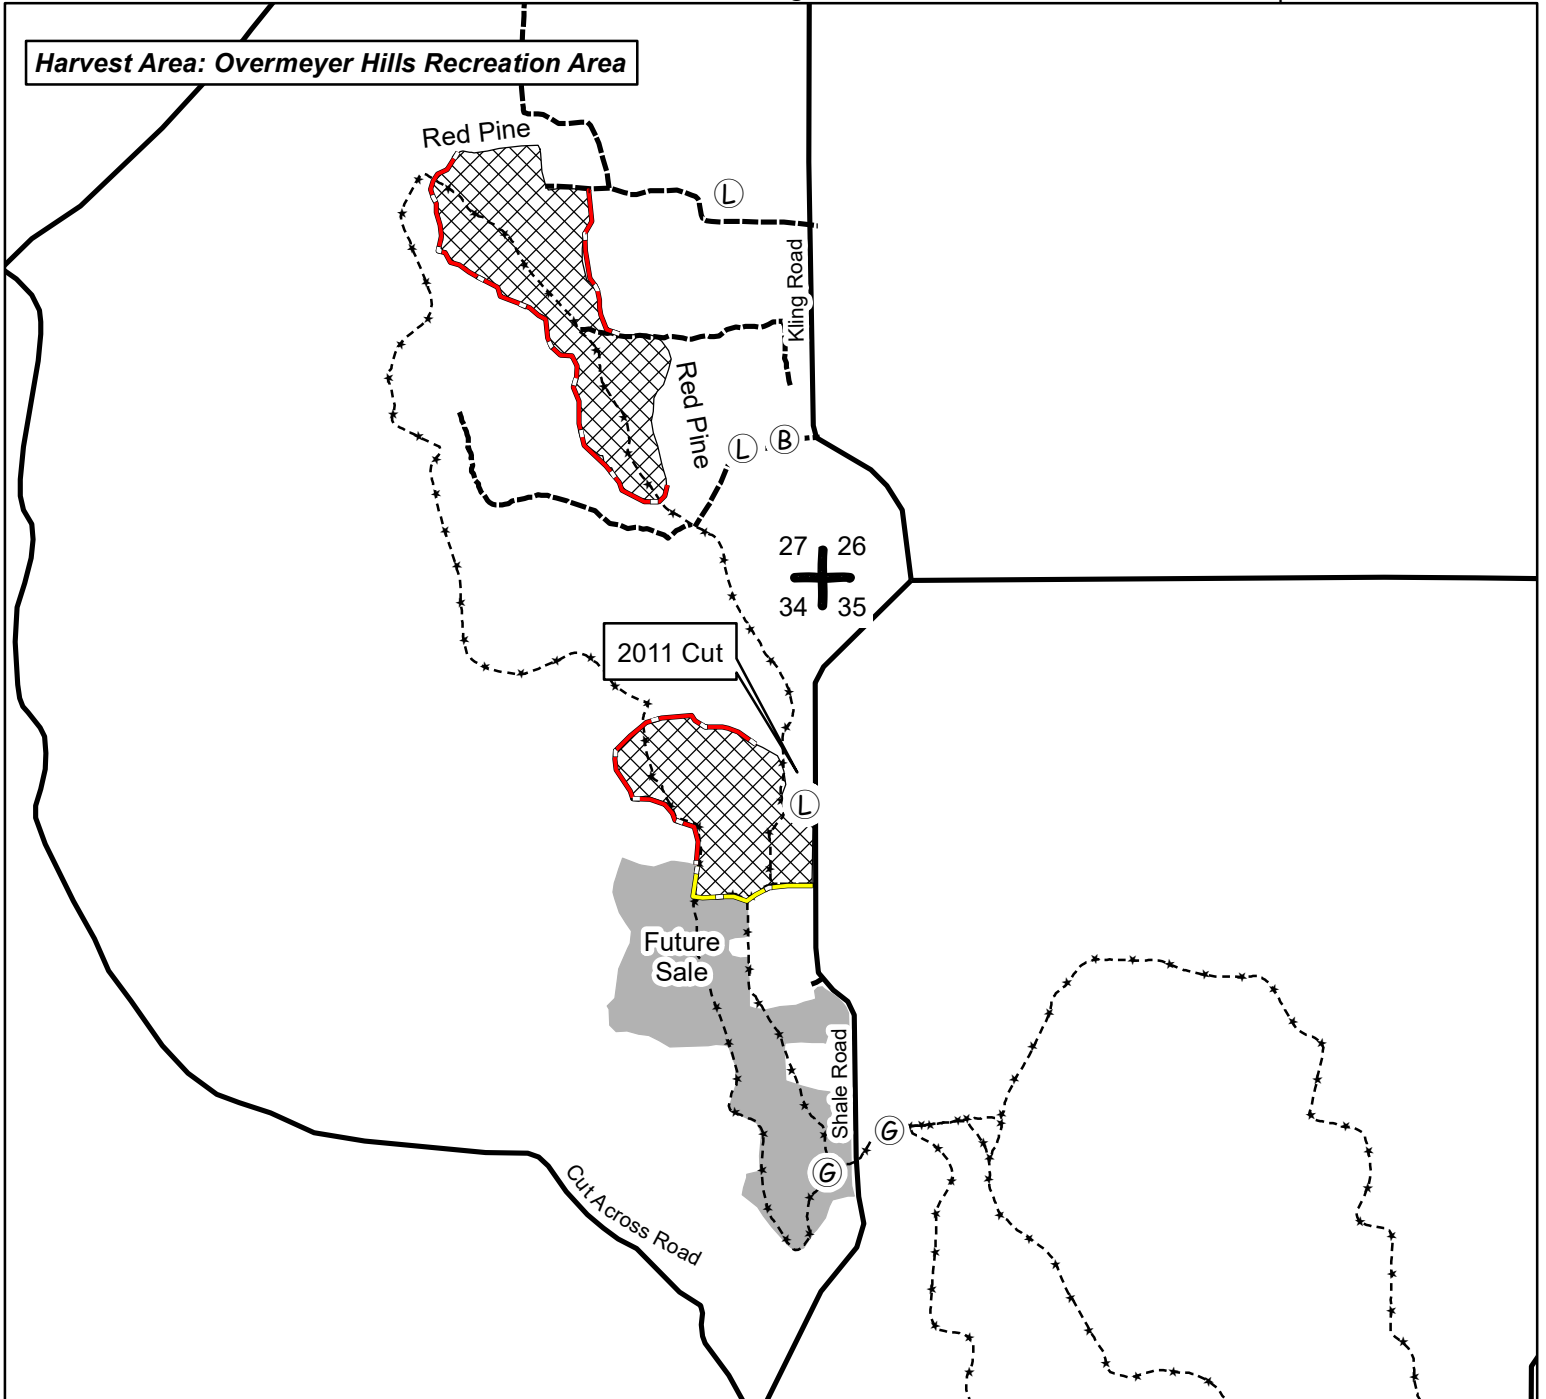 Harvest Area: Overmeyer Hills Recreation Area
Red Pine
L
Kling Road
Red Pine
L
B
27 26
34 35
2011 Cut
L
Future
Sale
Shale Road
G
G
Cut Across Road